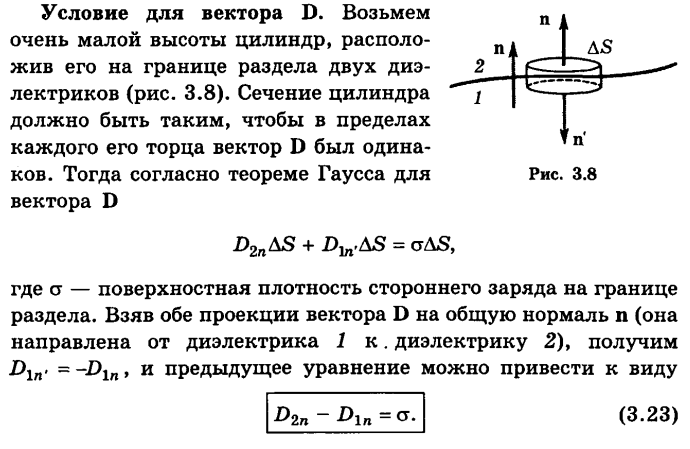 Условие для вектора D. Возьмем
очень малой высоты цилиндр, располо-
жив его на границе раздела двух диэ-
лектриков (рис. 3.8). Сечение цилиндра
должно быть таким, чтобы в пределах
каждого его торца вектор D был одина-
ков. Тогда согласно теореме Гаусса для
вектора D
n
n
ΔS
2
1
n'
Рис. 3.8
D₂ₙΔS + D₁ₙ'ΔS = σΔS,
где σ — поверхностная плотность стороннего заряда на границе
раздела. Взяв обе проекции вектора D на общую нормаль n (она
направлена от диэлектрика 1 к . диэлектрику 2), получим
D₁ₙ' = –D₁ₙ, и предыдущее уравнение можно привести к виду
D₂ₙ – D₁ₙ = σ. (3.23)